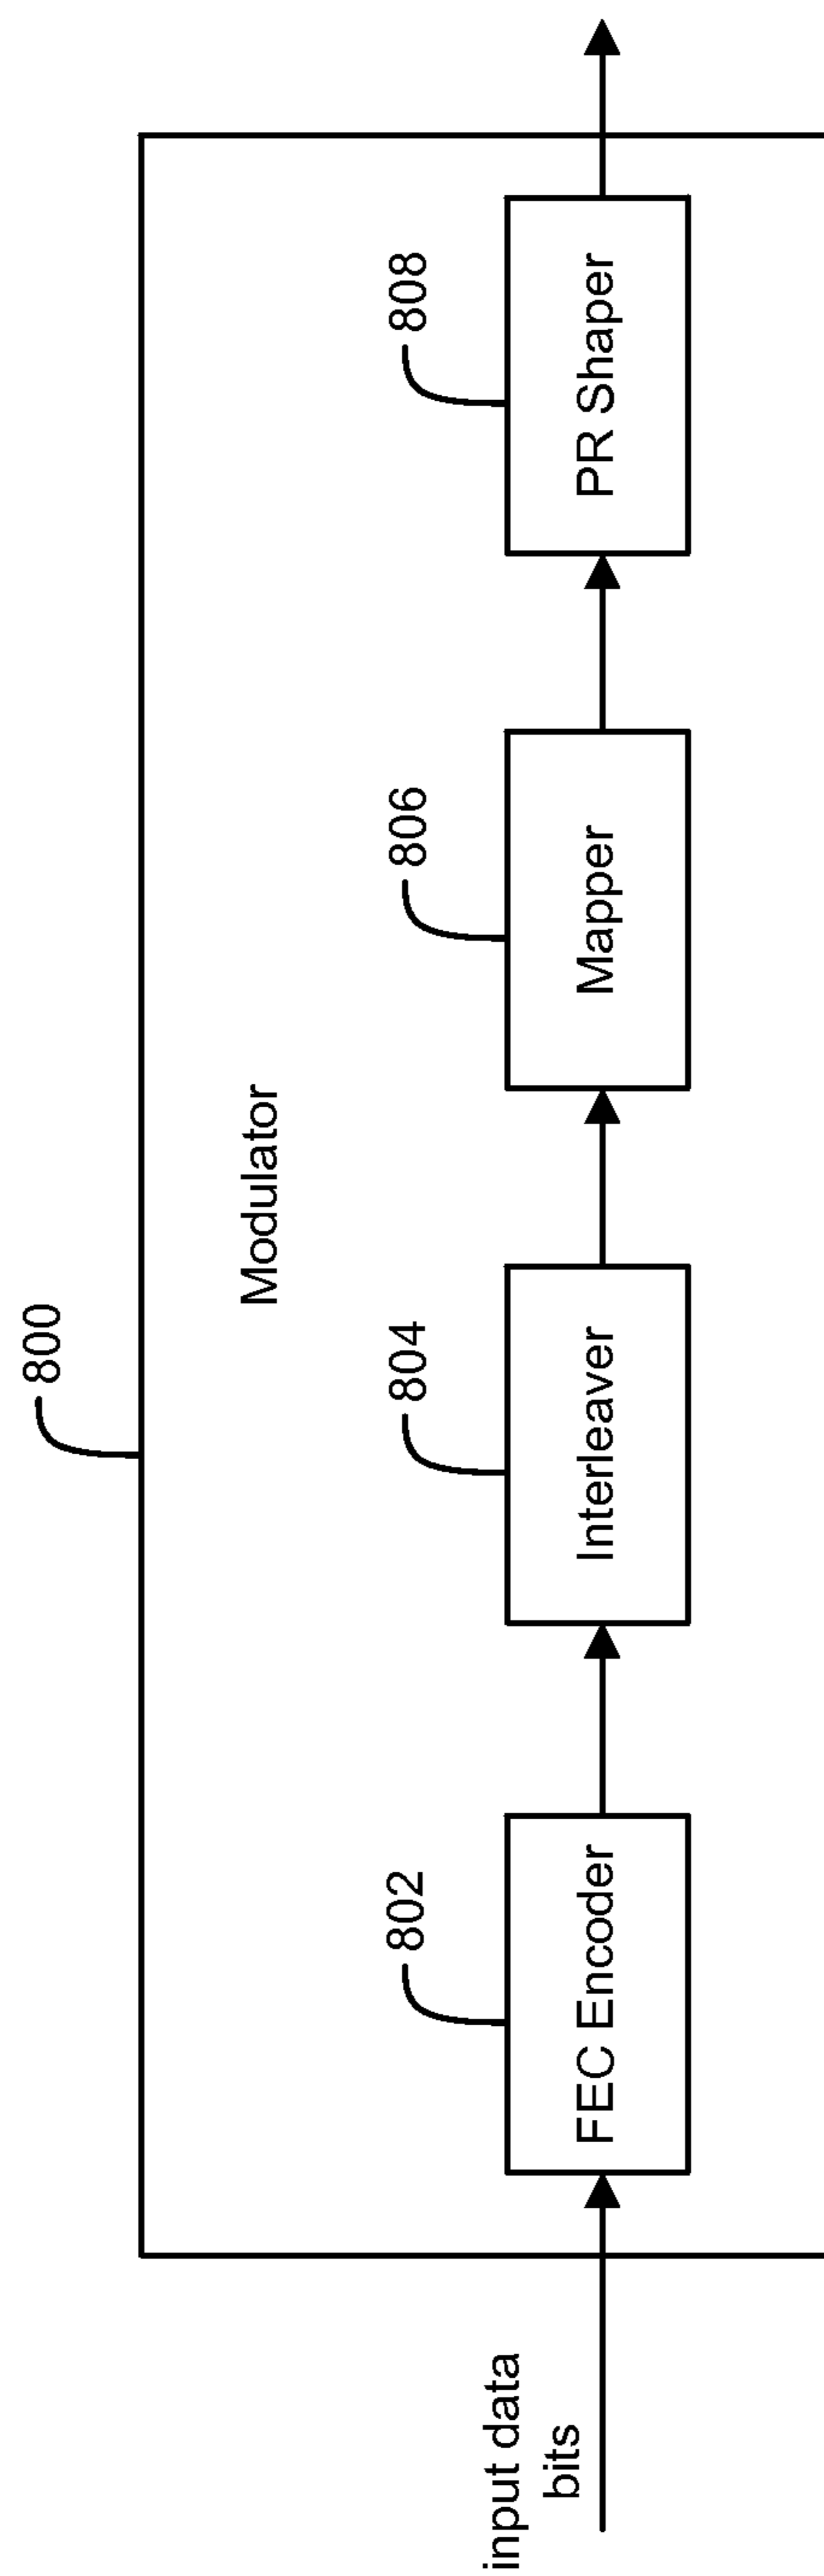 800
Modulator
802
804
806
808
input data
bits
FEC Encoder
Interleaver
Mapper
PR Shaper